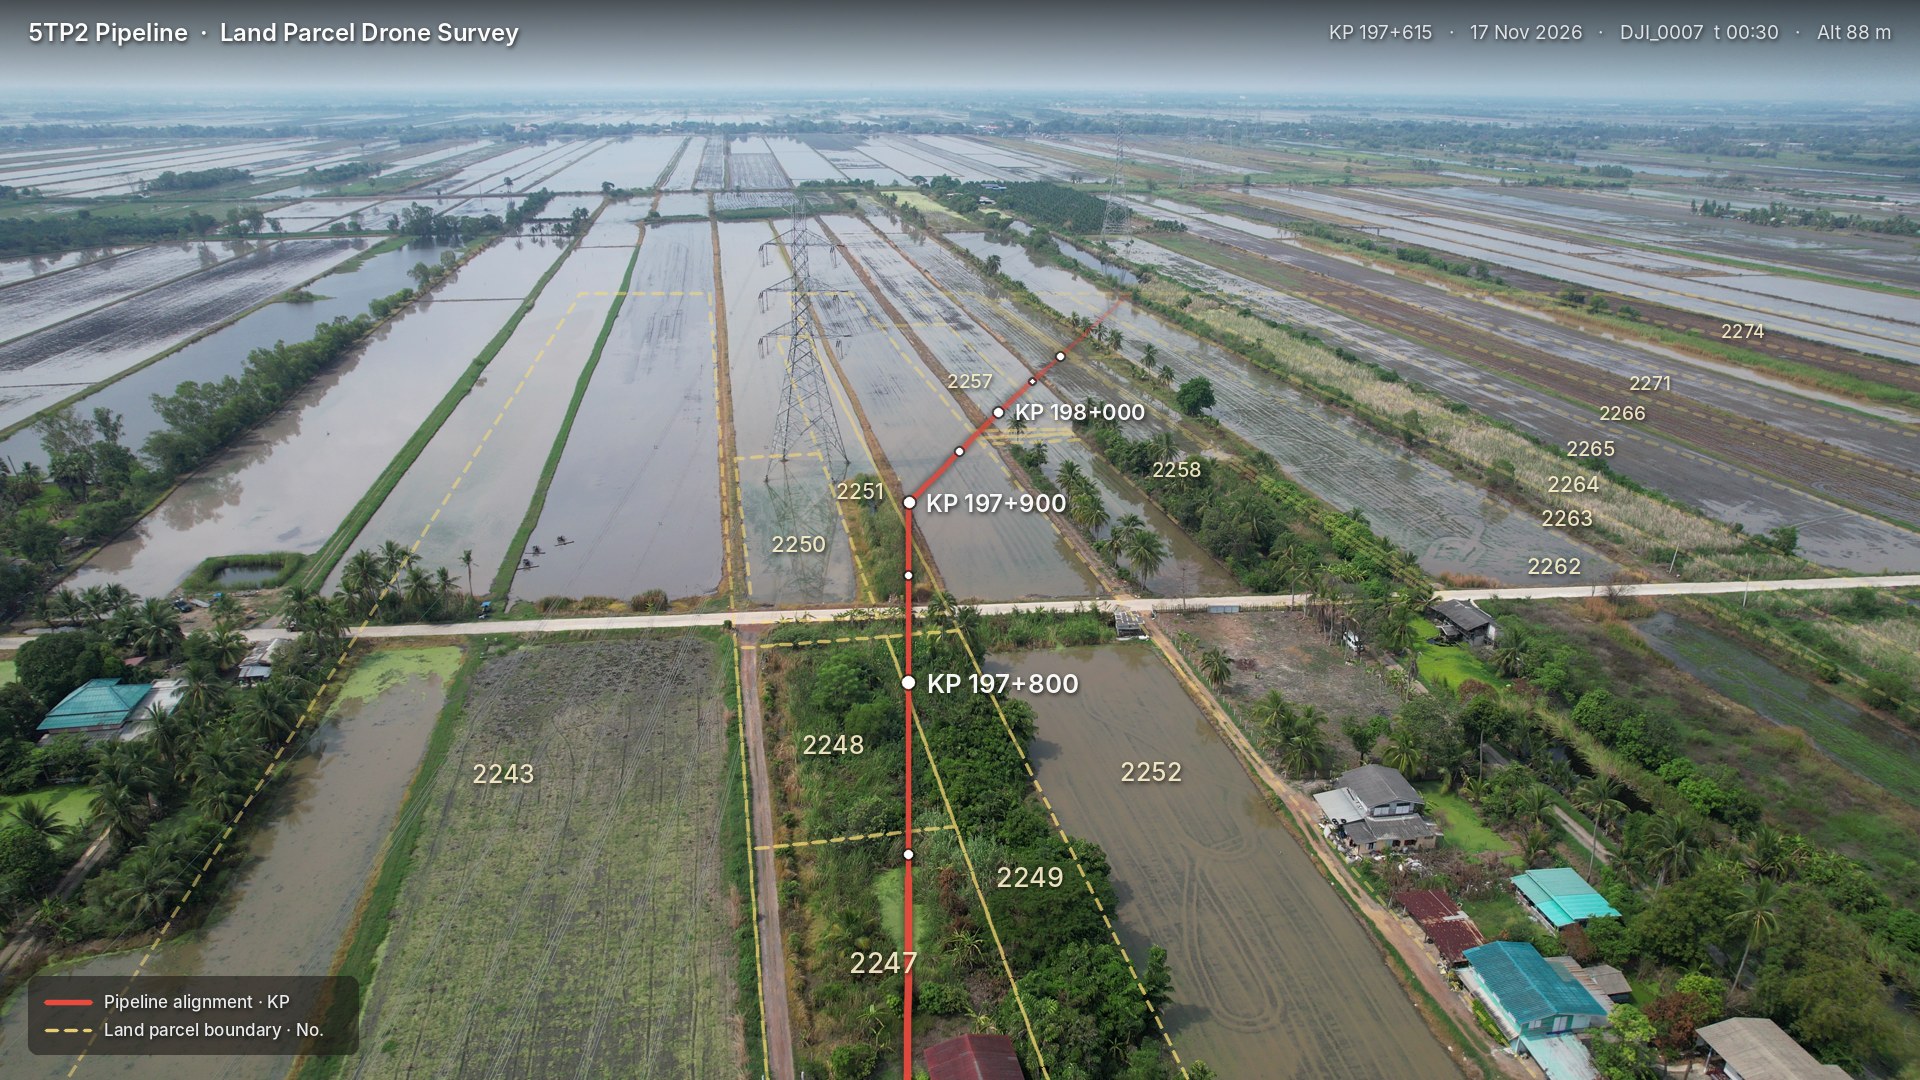 5TP2 Pipeline · Land Parcel Drone Survey
KP 197+615 · 17 Nov 2026 · DJI_0007 t 00:30 · Alt 88 m
2274
2257
2271
KP 198+000
2266
2265
2258
2264
2251
KP 197+900
2263
2250
2262
KP 197+800
2248
2243
2252
2249
2247
Pipeline alignment · KP
Land parcel boundary · No.